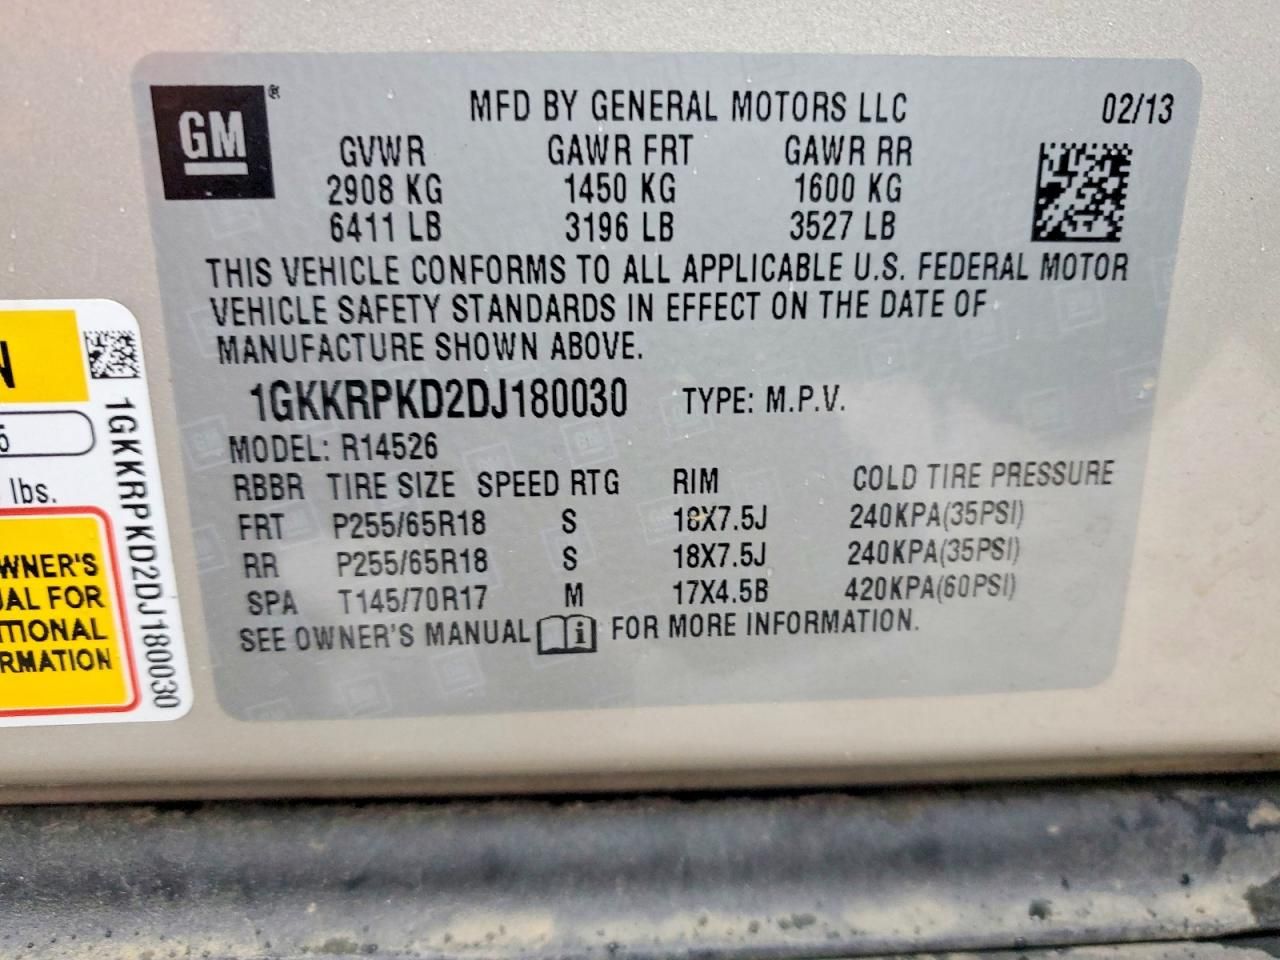 GM®
MFD BY GENERAL MOTORS LLC 02/13
GVWR GAWR FRT GAWR RR
2908 KG 1450 KG 1600 KG
6411 LB 3196 LB 3527 LB
THIS VEHICLE CONFORMS TO ALL APPLICABLE U.S. FEDERAL MOTOR
VEHICLE SAFETY STANDARDS IN EFFECT ON THE DATE OF
MANUFACTURE SHOWN ABOVE.
1GKKRPKD2DJ180030 TYPE: M.P.V.
MODEL: R14526
RBBR TIRE SIZE SPEED RTG RIM COLD TIRE PRESSURE
FRT P255/65R18 S 18X7.5J 240KPA(35PSI)
RR P255/65R18 S 18X7.5J 240KPA(35PSI)
SPA T145/70R17 M 17X4.5B 420KPA(60PSI)
SEE OWNER'S MANUAL i FOR MORE INFORMATION.
lbs.
WNER'S
AL FOR
TIONAL
RMATION
1GKKRPKD2DJ180030